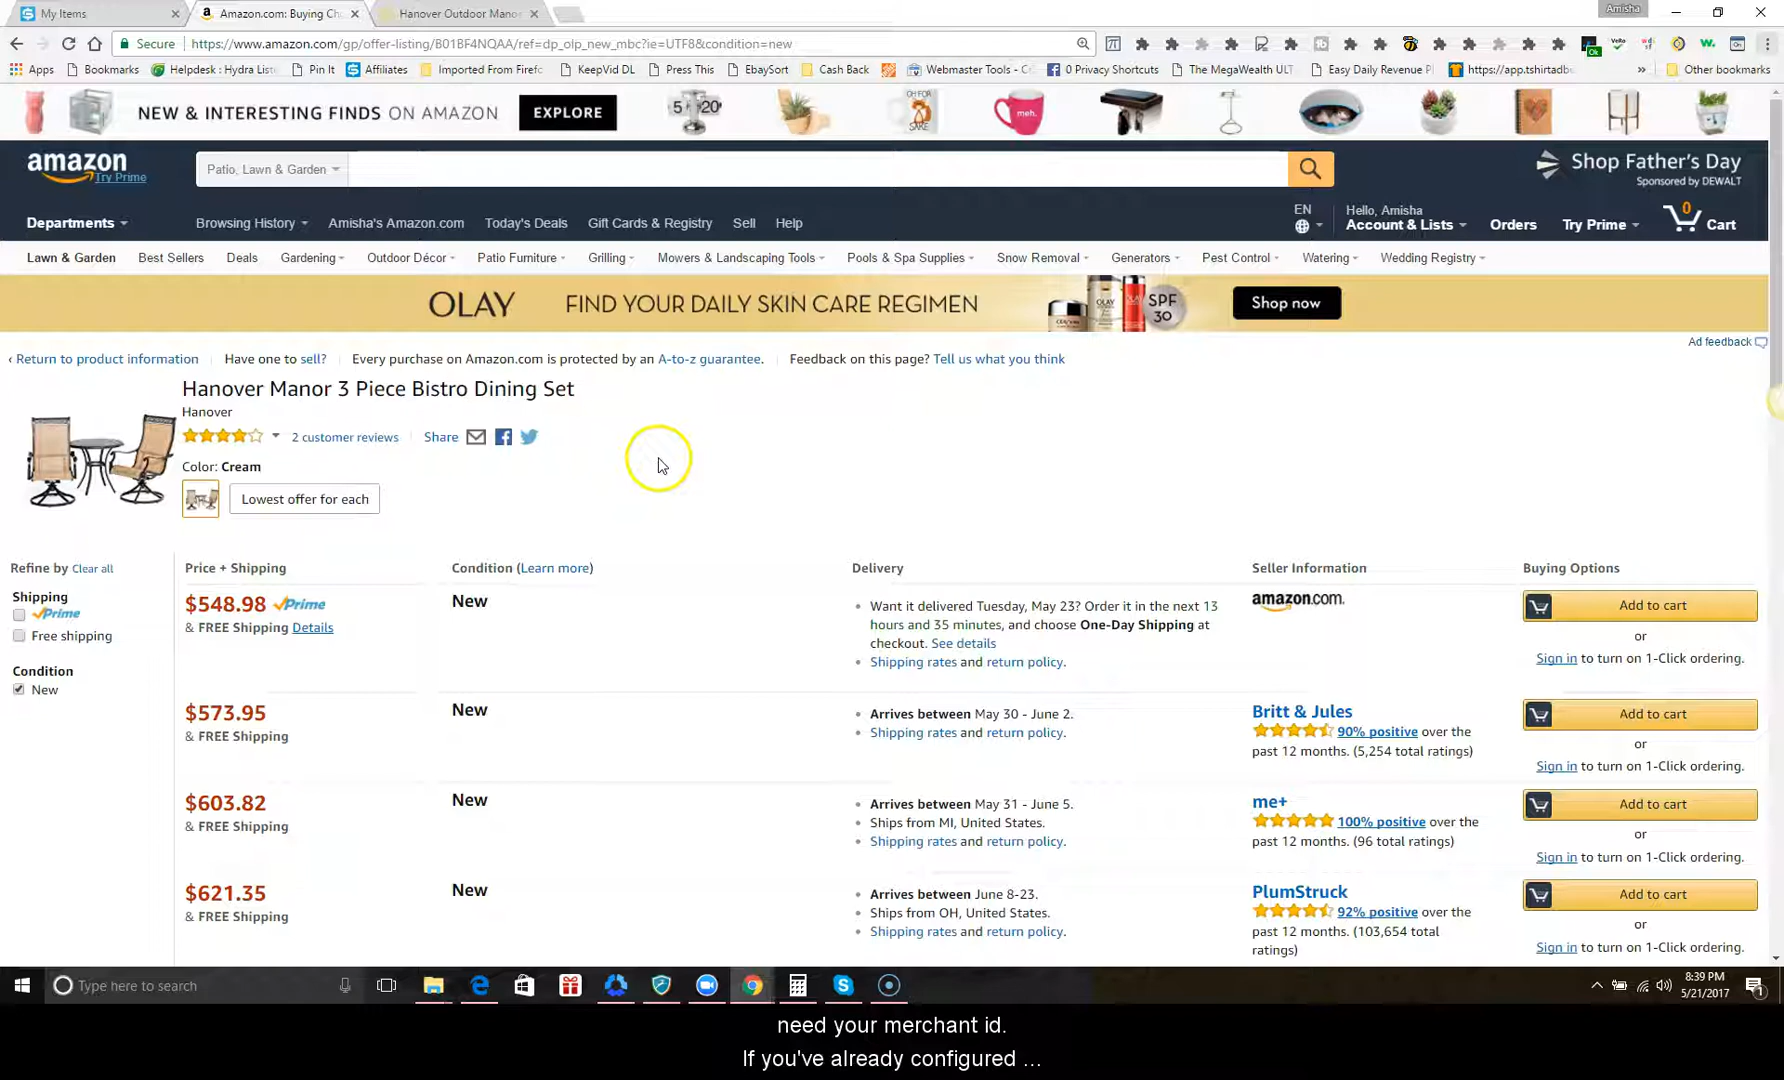 My Items
Amazon.com: Buying Ch
Hanover Outdoor Mano
Amisha
Secure https://www.amazon.com/gp/offer-listing/B01BF4NQAA/ref=dp_olp_new_mbc?ie=UTF8&condition=new
Apps Bookmarks Helpdesk : Hydra List Pin It Affiliates Imported From Firefo KeepVid DL Press This EbaySort Cash Back Webmaster Tools - C 0 Privacy Shortcuts The MegaWealth ULT Easy Daily Revenue P https://app.tshirtadb » Other bookmarks
NEW & INTERESTING FINDS ON AMAZON EXPLORE
amazon
Try Prime
Patio, Lawn & Garden
Shop Father's Day
Sponsored by DEWALT
Departments Browsing History Amisha's Amazon.com Today's Deals Gift Cards & Registry Sell Help
EN
Hello, Amisha
Account & Lists Orders Try Prime 0 Cart
Lawn & Garden Best Sellers Deals Gardening Outdoor Décor Patio Furniture Grilling Mowers & Landscaping Tools Pools & Spa Supplies Snow Removal Generators Pest Control Watering Wedding Registry
OLAY FIND YOUR DAILY SKIN CARE REGIMEN SPF 30 Shop now
Ad feedback
‹ Return to product information Have one to sell? Every purchase on Amazon.com is protected by an A-to-z guarantee. Feedback on this page? Tell us what you think
Hanover Manor 3 Piece Bistro Dining Set
Hanover
2 customer reviews Share
Color: Cream
Lowest offer for each
Refine by Clear all
Shipping
Prime
Free shipping
Condition
New
Price + Shipping Condition (Learn more) Delivery Seller Information Buying Options
$548.98 Prime
& FREE Shipping Details
New
Want it delivered Tuesday, May 23? Order it in the next 13
hours and 35 minutes, and choose One-Day Shipping at
checkout. See details
Shipping rates and return policy.
amazon.com.
Add to cart
or
Sign in to turn on 1-Click ordering.
$573.95
& FREE Shipping
New
Arrives between May 30 - June 2.
Shipping rates and return policy.
Britt & Jules
90% positive over the
past 12 months. (5,254 total ratings)
Add to cart
or
Sign in to turn on 1-Click ordering.
$603.82
& FREE Shipping
New
Arrives between May 31 - June 5.
Ships from MI, United States.
Shipping rates and return policy.
me+
100% positive over the
past 12 months. (96 total ratings)
Add to cart
or
Sign in to turn on 1-Click ordering.
$621.35
& FREE Shipping
New
Arrives between June 8-23.
Ships from OH, United States.
Shipping rates and return policy.
PlumStruck
92% positive over the
past 12 months. (103,654 total
ratings)
Add to cart
or
Sign in to turn on 1-Click ordering.
Type here to search
8:39 PM
5/21/2017
need your merchant id.
If you've already configured ...